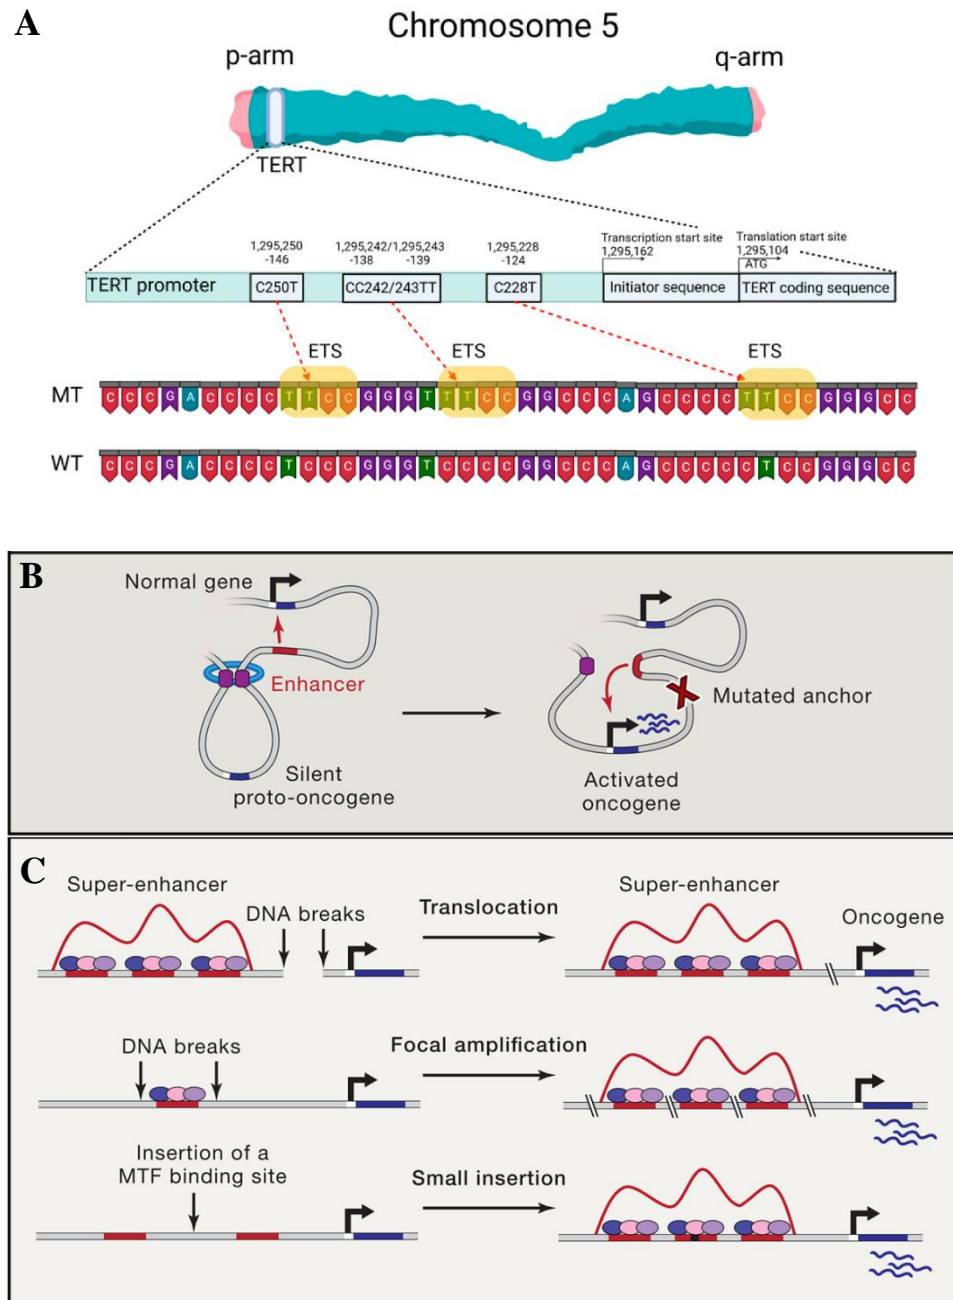 A
Chromosome 5
p-arm
q-arm
TERT
1,295,250
-146
1,295,242/1,295,243
-138 -139
1,295,228
-124
Transcription start site
1,295,162
Translation start site
1,295,104
ATG
TERT promoter
C250T
CC242/243TT
C228T
Initiator sequence
TERT coding sequence
ETS
ETS
ETS
MT C C C G A C C C C T T C C G G G T T T C C G G C C C A G C C C C T T C C G G G C C
WT C C C G A C C C C T C C C G G G T C C C C G G C C C A G C C C C C T C C G G G C C
B
Normal gene
Enhancer
Silent
proto-oncogene
Mutated anchor
Activated
oncogene
C
Super-enhancer
DNA breaks
Translocation
Super-enhancer
Oncogene
DNA breaks
Focal amplification
Insertion of a
MTF binding site
Small insertion